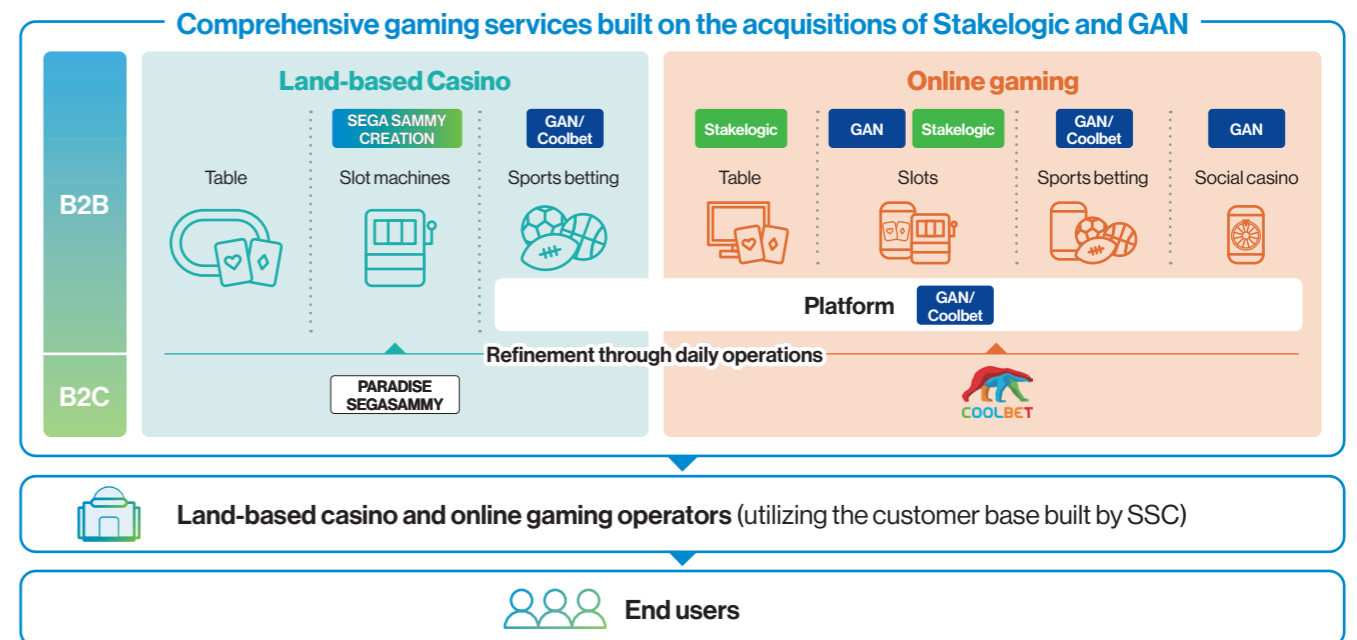 Comprehensive gaming services built on the acquisitions of Stakelogic and GAN
B2B
Land-based Casino
SEGA SAMMY
CREATION
GAN/
Coolbet
Table
Slot machines
Sports betting
Online gaming
Stakelogic
GAN
Stakelogic
GAN/
Coolbet
GAN
Table
Slots
Sports betting
Social casino
Platform
GAN/
Coolbet
Refinement through daily operations
B2C
PARADISE
SEGASAMMY
COOLBET
Land-based casino and online gaming operators (utilizing the customer base built by SSC)
End users